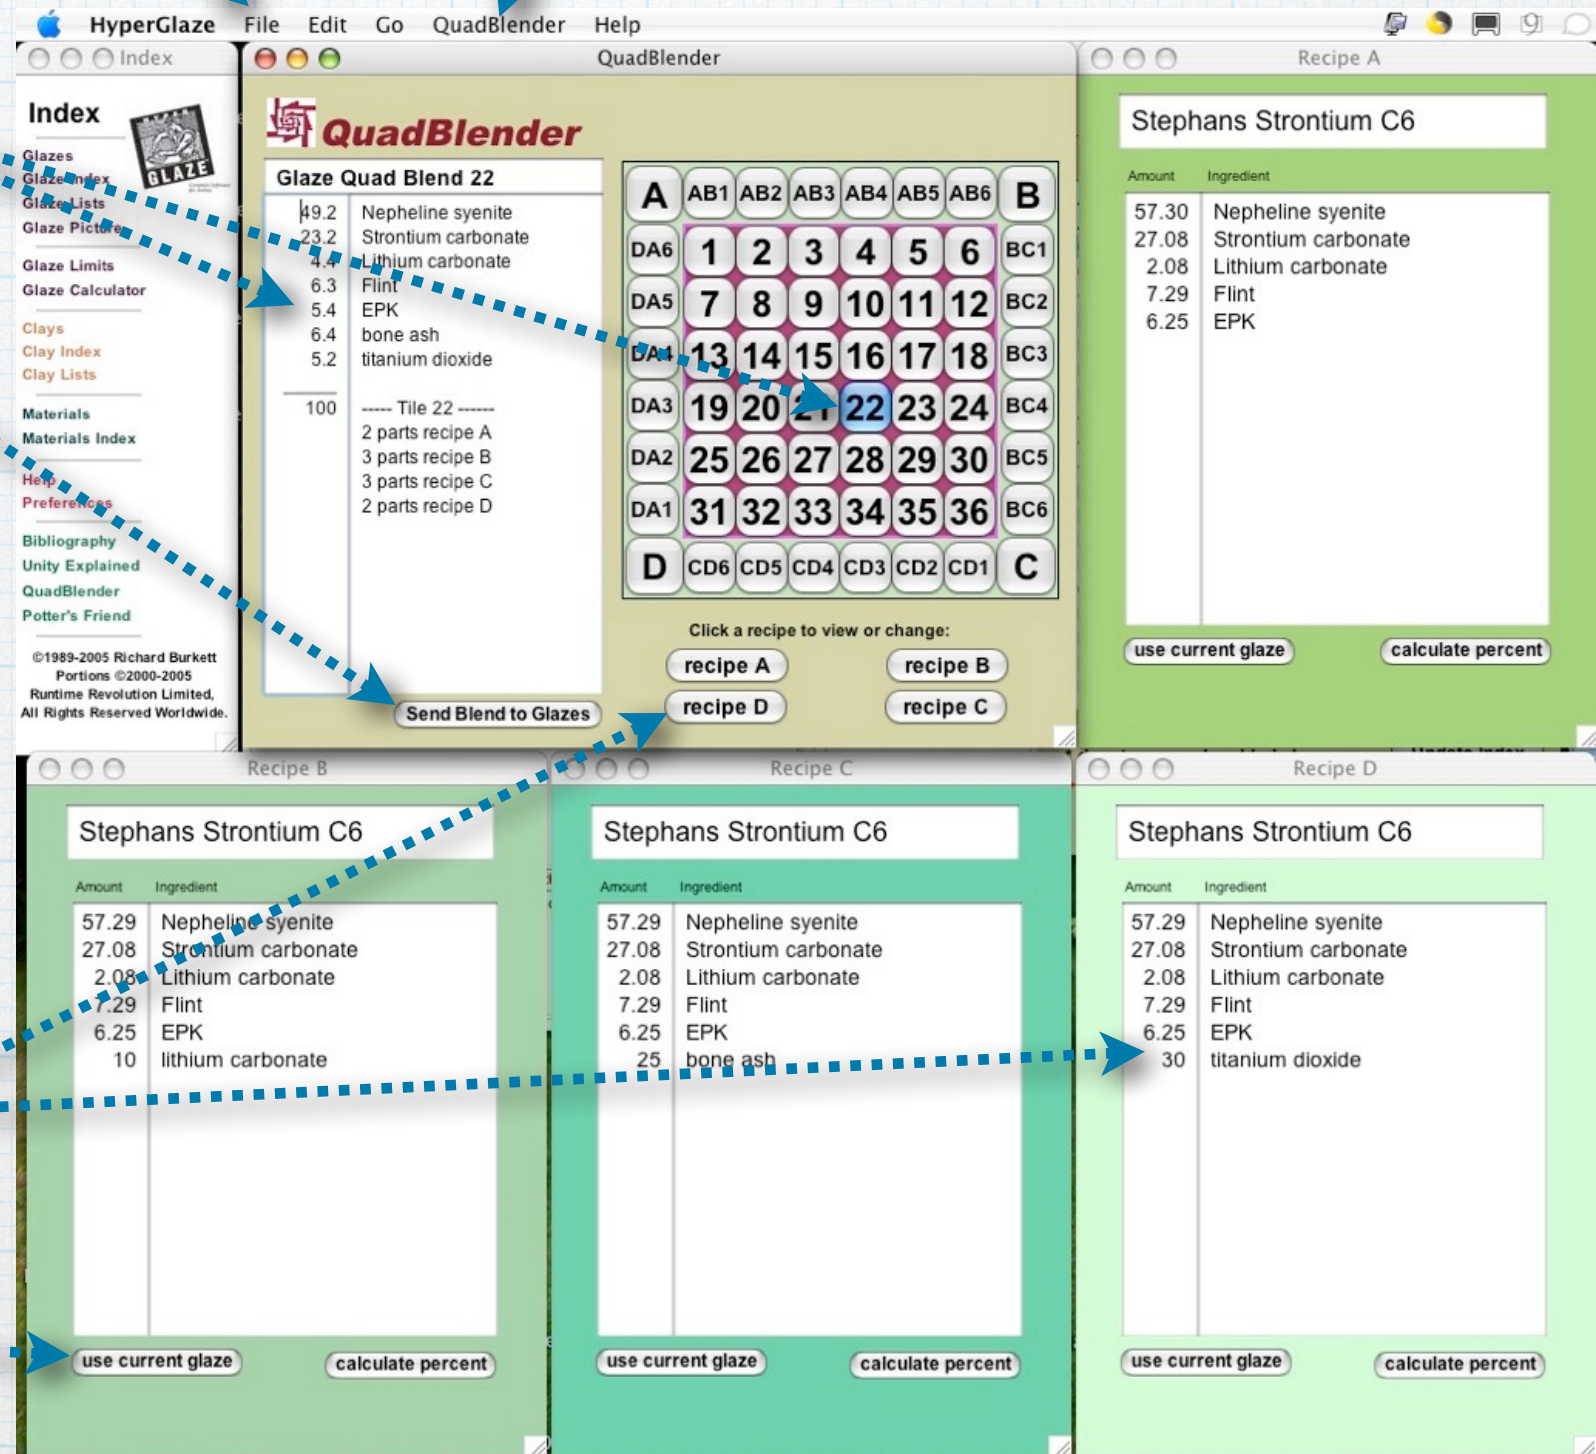 HyperGlaze File Edit Go QuadBlender Help
Index
Index
GLAZE
Glazes
Glaze Index
Glaze Lists
Glaze Pictures
Glaze Limits
Glaze Calculator
Clays
Clay Index
Clay Lists
Materials
Materials Index
Help
Preferences
Bibliography
Unity Explained
QuadBlender
Potter's Friend
©1989-2005 Richard Burkett
Portions ©2000-2005
Runtime Revolution Limited,
All Rights Reserved Worldwide.
QuadBlender
QuadBlender
Glaze Quad Blend 22
49.2 Nepheline syenite
23.2 Strontium carbonate
4.4 Lithium carbonate
6.3 Flint
5.4 EPK
6.4 bone ash
5.2 titanium dioxide
100 ----- Tile 22 ------
2 parts recipe A
3 parts recipe B
3 parts recipe C
2 parts recipe D
Send Blend to Glazes
A AB1 AB2 AB3 AB4 AB5 AB6 B
DA6 1 2 3 4 5 6 BC1
DA5 7 8 9 10 11 12 BC2
DA4 13 14 15 16 17 18 BC3
DA3 19 20 21 22 23 24 BC4
DA2 25 26 27 28 29 30 BC5
DA1 31 32 33 34 35 36 BC6
D CD6 CD5 CD4 CD3 CD2 CD1 C
Click a recipe to view or change:
recipe A recipe B
recipe D recipe C
Recipe A
Stephans Strontium C6
Amount Ingredient
57.30 Nepheline syenite
27.08 Strontium carbonate
2.08 Lithium carbonate
7.29 Flint
6.25 EPK
use current glaze calculate percent
Update Index
Recipe B
Stephans Strontium C6
Amount Ingredient
57.29 Nepheline syenite
27.08 Strontium carbonate
2.08 Lithium carbonate
7.29 Flint
6.25 EPK
10 lithium carbonate
use current glaze calculate percent
Recipe C
Stephans Strontium C6
Amount Ingredient
57.29 Nepheline syenite
27.08 Strontium carbonate
2.08 Lithium carbonate
7.29 Flint
6.25 EPK
25 bone ash
use current glaze calculate percent
Recipe D
Stephans Strontium C6
Amount Ingredient
57.29 Nepheline syenite
27.08 Strontium carbonate
2.08 Lithium carbonate
7.29 Flint
6.25 EPK
30 titanium dioxide
use current glaze calculate percent